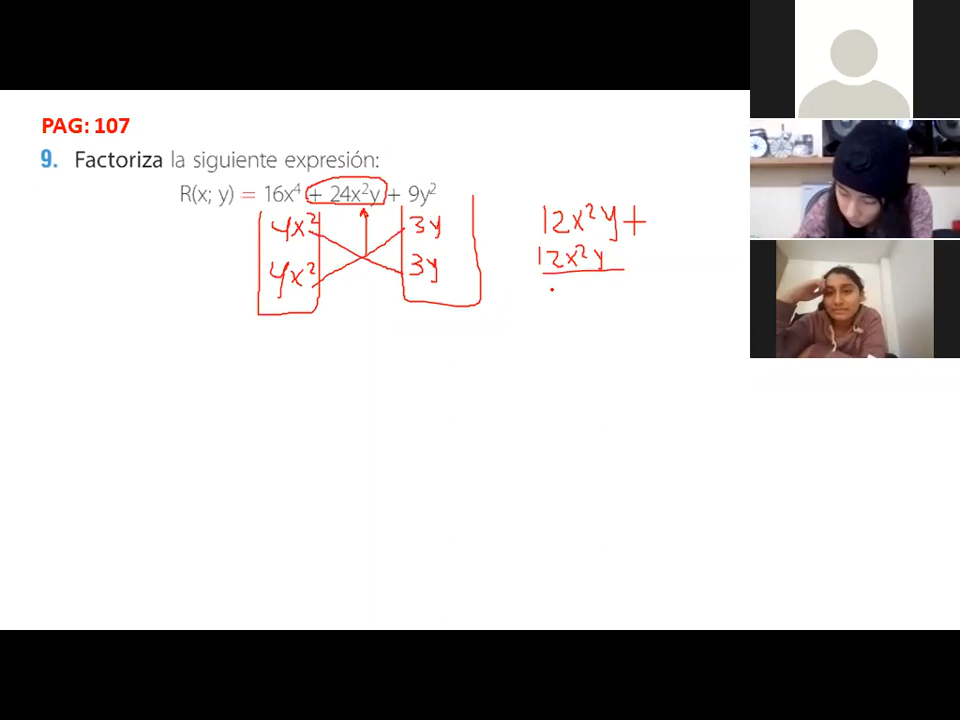 PAG: 107
9. Factoriza la siguiente expresión:
R(x; y) = 16x⁴ + 24x²y + 9y²
4x² 3y
4x² 3y
12x²y +
12x²y